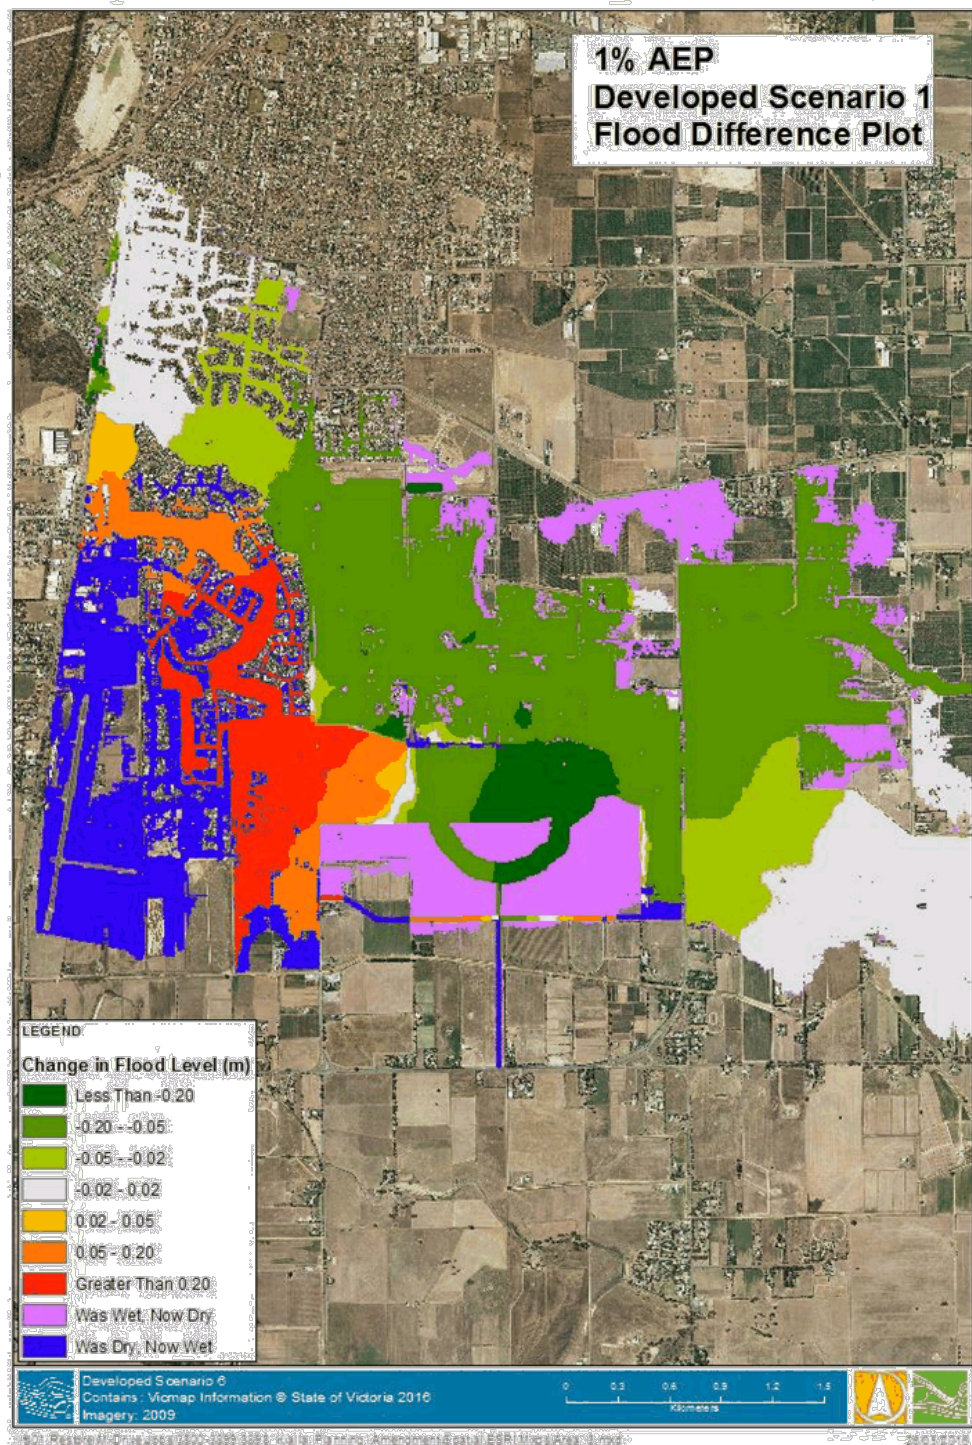 1% AEP
Developed Scenario 1
Flood Difference Plot
LEGEND
Change in Flood Level (m)
Less Than -0.20
-0.20 - -0.05
-0.05 - -0.02
-0.02 - 0.02
0.02 - 0.05
0.05 - 0.20
Greater Than 0.20
Was Wet, Now Dry
Was Dry, Now Wet
Developed Scenario 6
Contains : Vicmap Information © State of Victoria 2016
Imagery: 2009
0 0.3 0.6 0.9 1.2 1.5
Kilometers